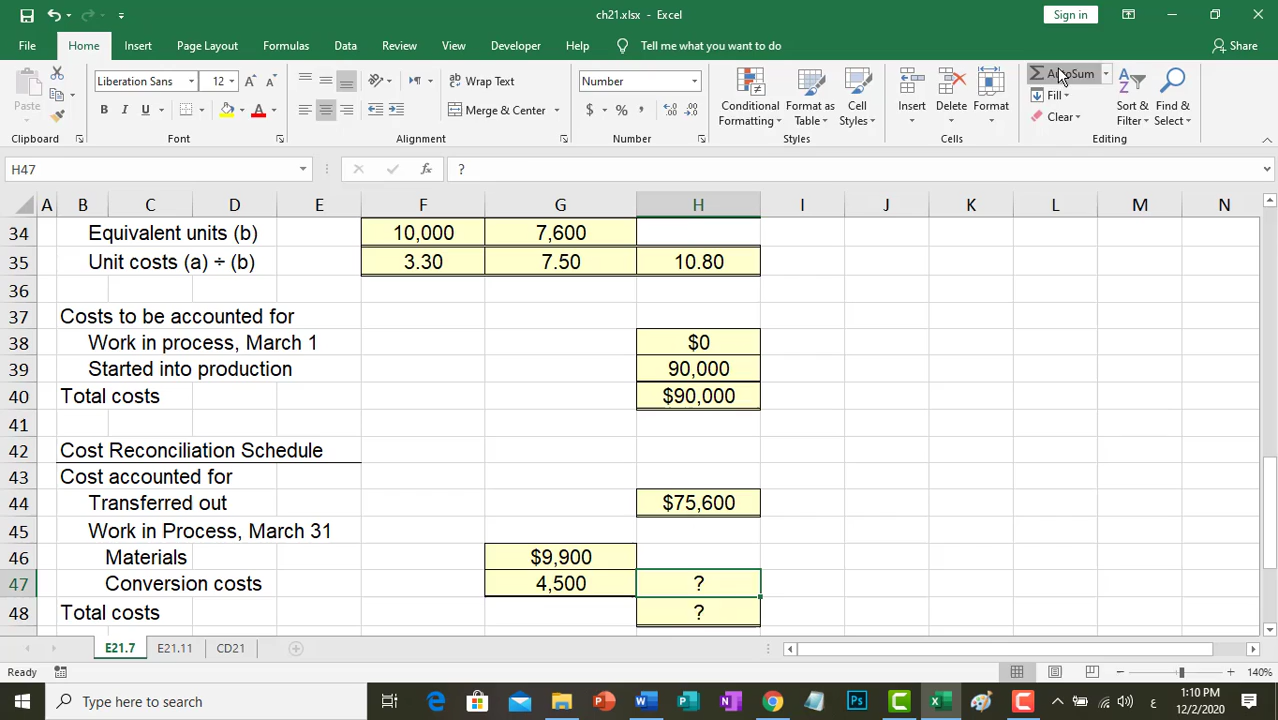 ch21.xlsx - Excel
Sign in
File Home Insert Page Layout Formulas Data Review View Developer Help Tell me what you want to do Share
Paste
Liberation Sans 12
B I U
Wrap Text
Merge & Center
Number
$ % ,
Conditional Formatting
Format Table
Cell Styles
Insert Delete Format
AutoSum
Fill
Clear
Sort & Filter
Find & Select
Clipboard Font Alignment Number Styles Cells Editing
H47 fx ?
A B C D E F G H I J K L M N
34 Equivalent units (b) 10,000 7,600
35 Unit costs (a) ÷ (b) 3.30 7.50 10.80
36
37 Costs to be accounted for
38 Work in process, March 1 $0
39 Started into production 90,000
40 Total costs $90,000
41
42 Cost Reconciliation Schedule
43 Cost accounted for
44 Transferred out $75,600
45 Work in Process, March 31
46 Materials $9,900
47 Conversion costs 4,500 ?
48 Total costs ?
E21.7 E21.11 CD21
Ready 140%
Type here to search
ع
1:10 PM
12/2/2020